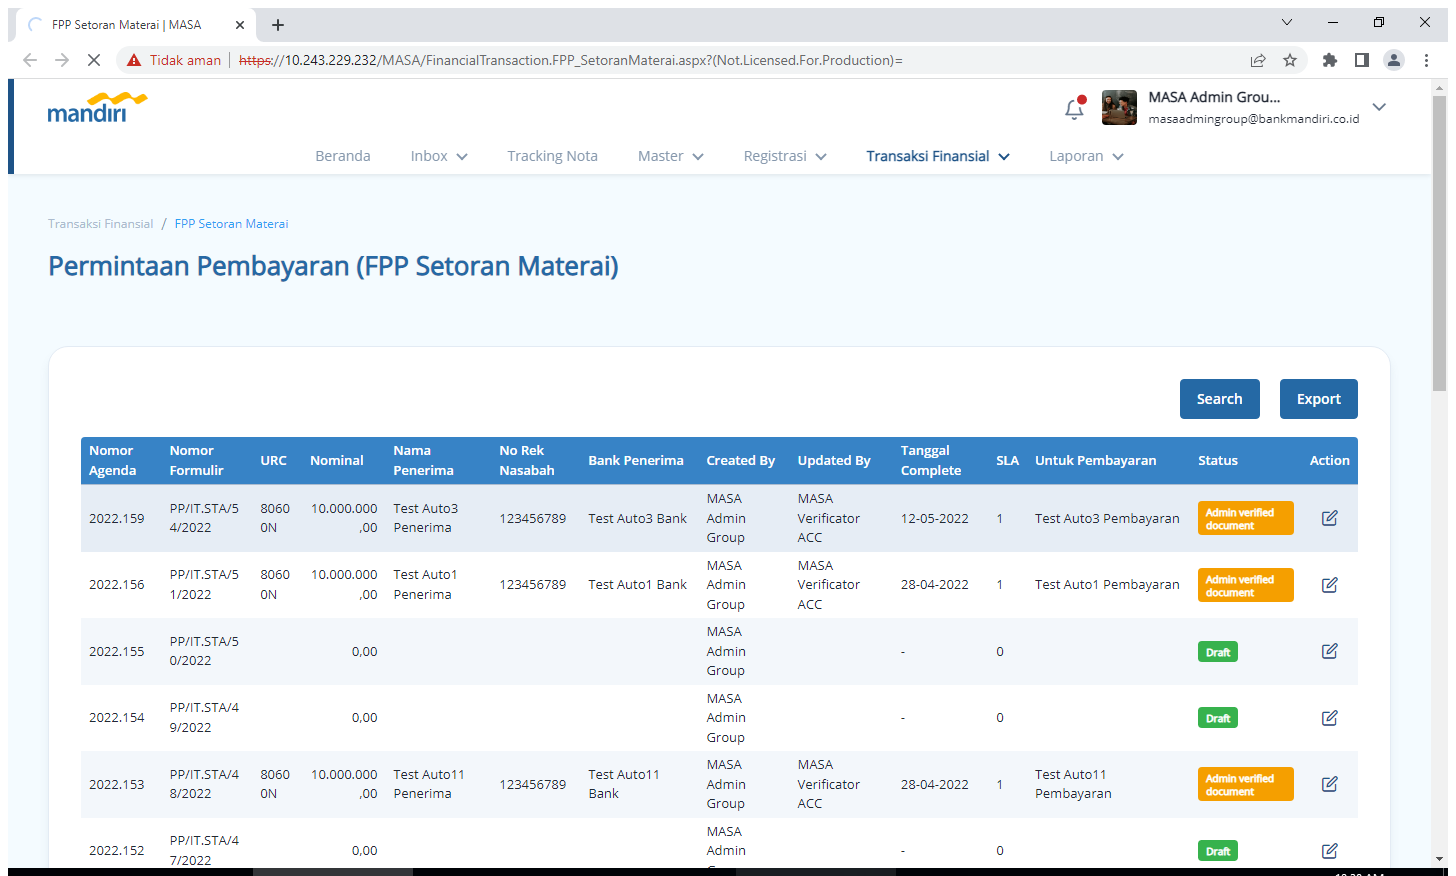 FPP Setoran Materai | MASA
Tidak aman https://10.243.229.232/MASA/FinancialTransaction.FPP_SetoranMaterai.aspx?(Not.Licensed.For.Production)=
mandiri
MASA Admin Grou...
masaadmingroup@bankmandiri.co.id
Beranda Inbox Tracking Nota Master Registrasi Transaksi Finansial Laporan
Transaksi Finansial / FPP Setoran Materai
Permintaan Pembayaran (FPP Setoran Materai)
Search Export
Nomor Agenda Nomor Formulir URC Nominal Nama Penerima No Rek Nasabah Bank Penerima Created By Updated By Tanggal Complete SLA Untuk Pembayaran Status Action
2022.159 PP/IT.STA/54/2022 80600N 10.000.000,00 Test Auto3 Penerima 123456789 Test Auto3 Bank MASA Admin Group MASA Verificator ACC 12-05-2022 1 Test Auto3 Pembayaran Admin verified document
2022.156 PP/IT.STA/51/2022 80600N 10.000.000,00 Test Auto1 Penerima 123456789 Test Auto1 Bank MASA Admin Group MASA Verificator ACC 28-04-2022 1 Test Auto1 Pembayaran Admin verified document
2022.155 PP/IT.STA/50/2022 0,00 MASA Admin Group - 0 Draft
2022.154 PP/IT.STA/49/2022 0,00 MASA Admin Group - 0 Draft
2022.153 PP/IT.STA/48/2022 80600N 10.000.000,00 Test Auto11 Penerima 123456789 Test Auto11 Bank MASA Admin Group MASA Verificator ACC 28-04-2022 1 Test Auto11 Pembayaran Admin verified document
2022.152 PP/IT.STA/47/2022 0,00 MASA Admin - 0 Draft